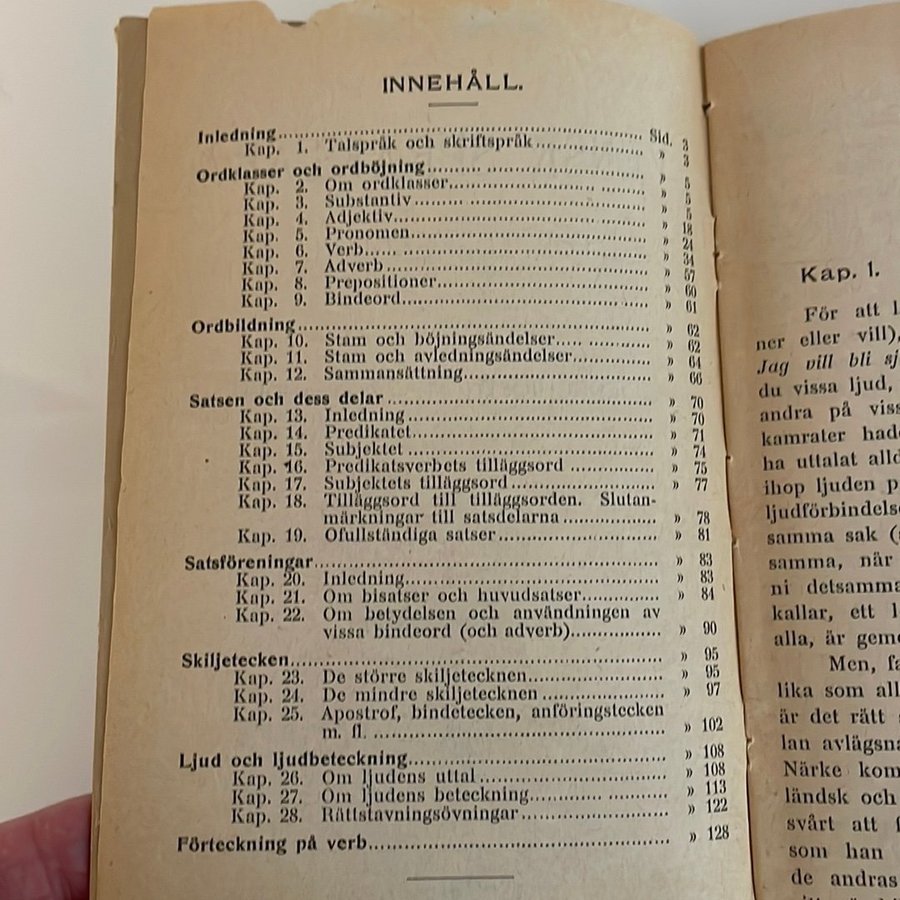 INNEHÅLL.
Inledning........ Sid. 3
Kap. 1. Talspråk och skriftspråk........ » 3
Ordklasser och ordböjning........ » 5
Kap. 2. Om ordklasser........ » 5
Kap. 3. Substantiv........ » 5
Kap. 4. Adjektiv........ » 18
Kap. 5. Pronomen........ » 24
Kap. 6. Verb........ » 34
Kap. 7. Adverb........ » 57
Kap. 8. Prepositioner........ » 60
Kap. 9. Bindeord........ » 61
Ordbildning........ » 62
Kap. 10. Stam och böjningsändelser........ » 62
Kap. 11. Stam och avledningsändelser........ » 64
Kap. 12. Sammansättning........ » 66
Satsen och dess delar........ » 70
Kap. 13. Inledning........ » 70
Kap. 14. Predikatet........ » 71
Kap. 15. Subjektet........ » 74
Kap. 16. Predikatsverbets tilläggsord........ » 75
Kap. 17. Subjektets tilläggsord........ » 77
Kap. 18. Tilläggsord till tilläggsorden. Slutan-
märkningar till satsdelarna........ » 78
Kap. 19. Ofullständiga satser........ » 81
Satsföreningar........ » 83
Kap. 20. Inledning........ » 83
Kap. 21. Om bisatser och huvudsatser........ » 84
Kap. 22. Om betydelsen och användningen av
vissa bindeord (och adverb)........ » 90
Skiljetecken........ » 95
Kap. 23. De större skiljetecknen........ » 95
Kap. 24. De mindre skiljetecknen........ » 97
Kap. 25. Apostrof, bindetecken, anföringstecken
m. fl. ........ » 102
Ljud och ljudbeteckning........ » 108
Kap. 26. Om ljudens uttal........ » 108
Kap. 27. Om ljudens beteckning........ » 113
Kap. 28. Rättstavningsövningar........ » 122
Förteckning på verb........ » 128
Kap. 1.
För att
ner eller vill),
Jag vill bli
du vissa ljud,
andra på
kamrater
ha uttalat
ihop ljuden
samma sak
samma, när
ni detsamma
kallar, ett
alla, är
Men,
lika som
är det rätt
lan
Närke
ländsk och
svårt att
som han
de andras